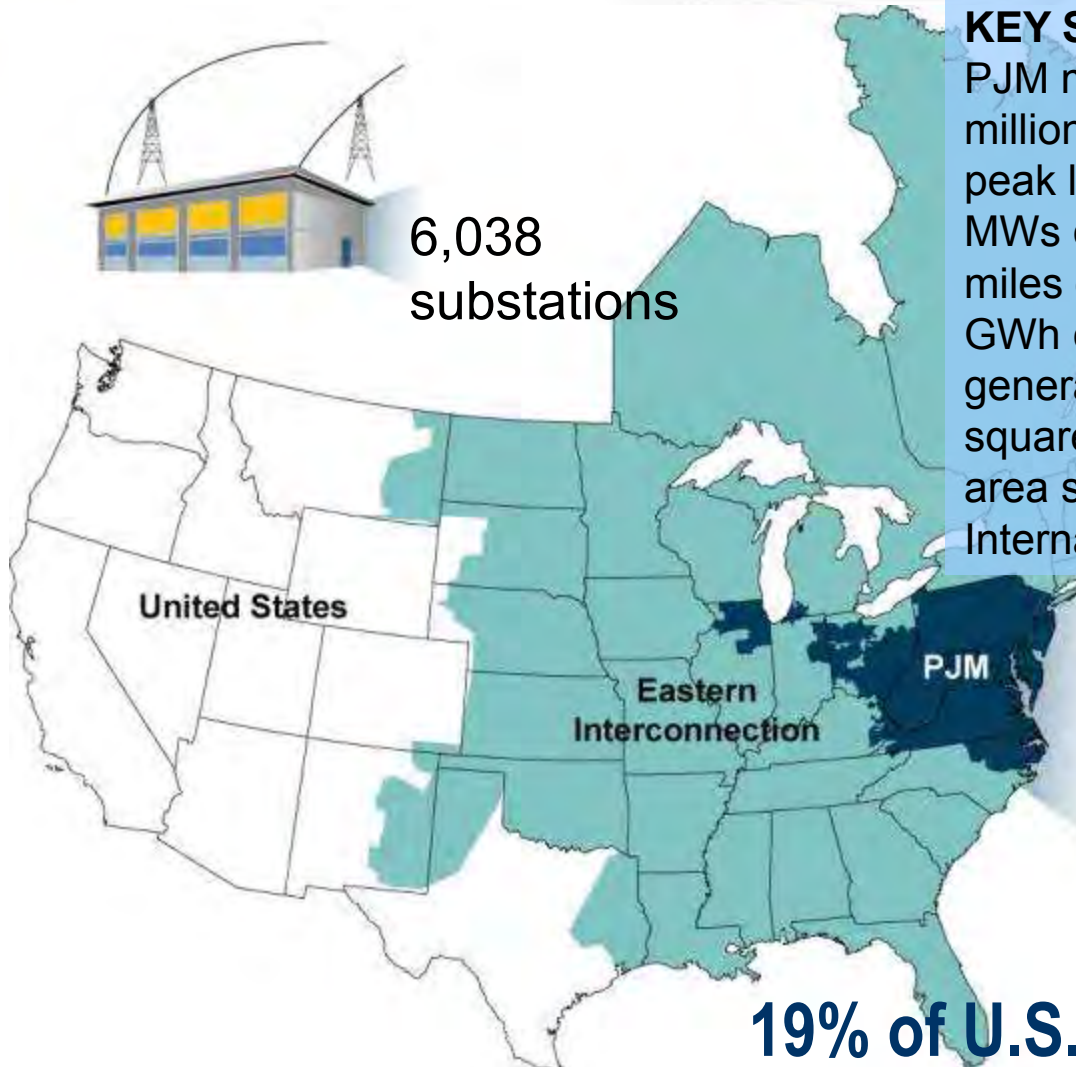 KEY S
PJM
million
peak l
MWs
miles
GWh
genera
square
area s
Interna
6,038
substations
United States
PJM
Eastern
Interconnection
19% of U.S.